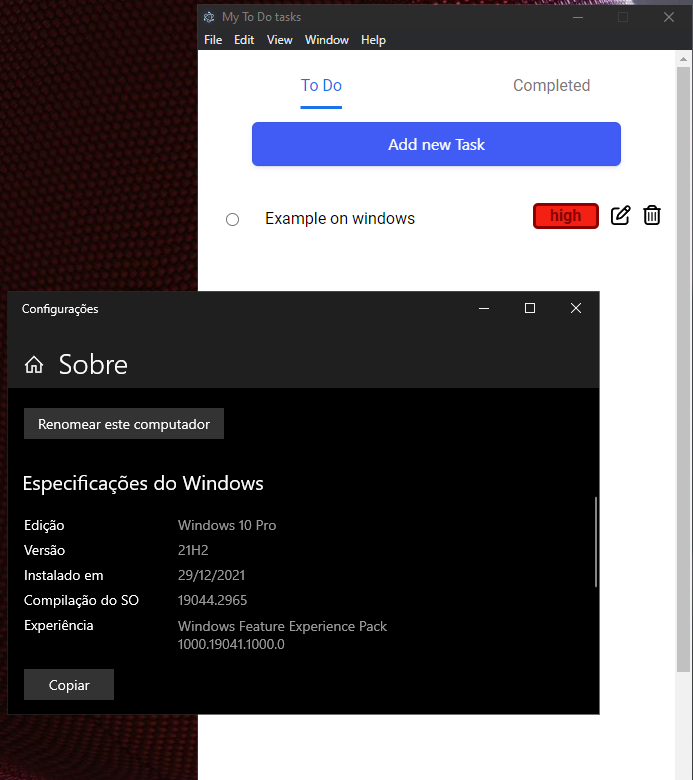 My To Do tasks
File Edit View Window Help
To Do Completed
Add new Task
Example on windows high
Configurações
Sobre
Renomear este computador
Especificações do Windows
Edição Windows 10 Pro
Versão 21H2
Instalado em 29/12/2021
Compilação do SO 19044.2965
Experiência Windows Feature Experience Pack
1000.19041.1000.0
Copiar